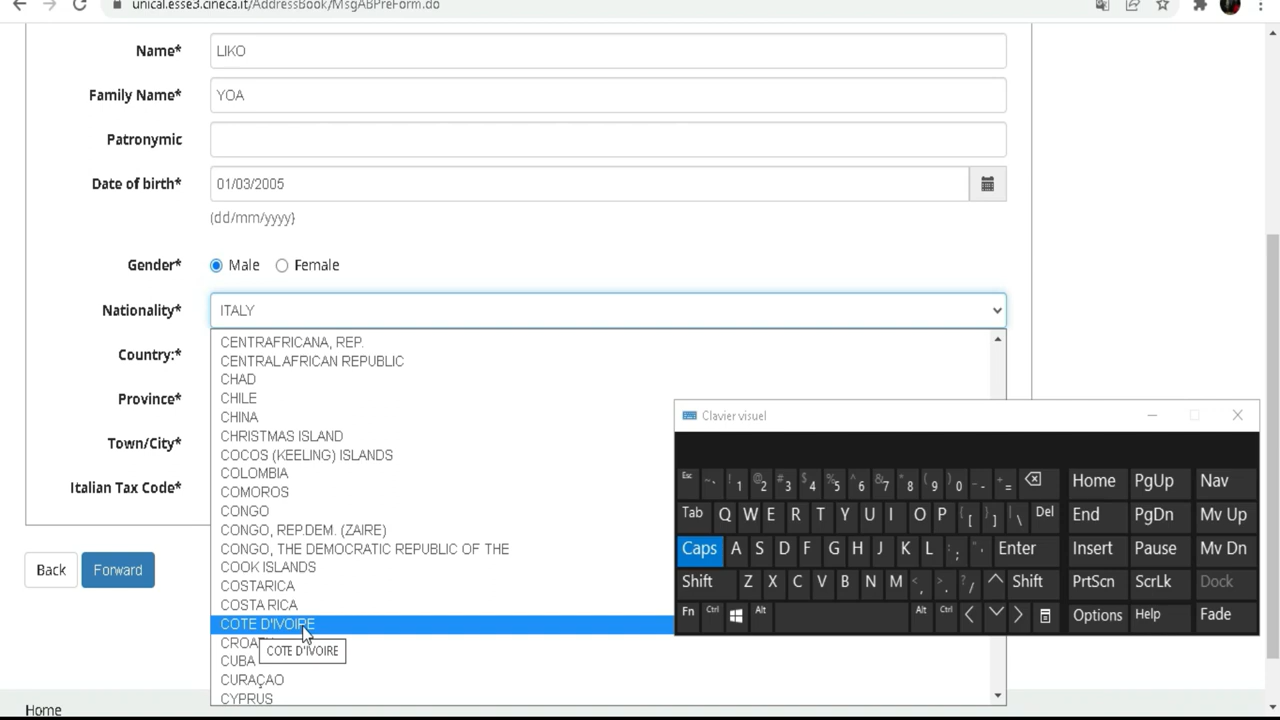 unical.esse3.cineca.it/AddressBook/MsgABPreForm.do
Name* LIKO
Family Name* YOA
Patronymic
Date of birth* 01/03/2005
(dd/mm/yyyy}
Gender* Male Female
Nationality* ITALY
Country:*
Province*
Town/City*
Italian Tax Code*
CENTRAFRICANA, REP.
CENTRALAFRICAN REPUBLIC
CHAD
CHILE
CHINA
CHRISTMAS ISLAND
COCOS (KEELING) ISLANDS
COLOMBIA
COMOROS
CONGO
CONGO, REP.DEM. (ZAIRE)
CONGO, THE DEMOCRATIC REPUBLIC OF THE
COOK ISLANDS
COSTARICA
COSTA RICA
COTE D'IVOIRE
COTE D'IVOIRE
CUBA
CURAÇAO
CYPRUS
Back Forward
Home
Clavier visuel
Esc ~ ` ! 1 @ 2 # 3 $ 4 % 5 ^ 6 & 7 * 8 ( 9 ) 0 _ - + = Home PgUp Nav
Tab Q W E R T Y U I O P { [ } ] | \ Del End PgDn Mv Up
Caps A S D F G H J K L : ; " ' Enter Insert Pause Mv Dn
Shift Z X C V B N M < , > . ? / Shift PrtScn ScrLk Dock
Fn Ctrl Alt Alt Ctrl Options Help Fade